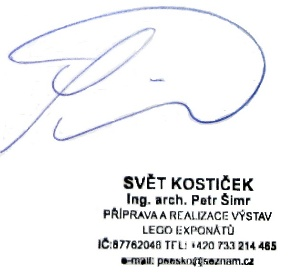 SVĚT KOSTIČEK
Ing. arch. Petr Šimr
PŘÍPRAVA A REALIZACE VÝSTAV
LEGO EXPONÁTŮ
IČ:87762048 TEL: +420 733 214 465
e-mail: